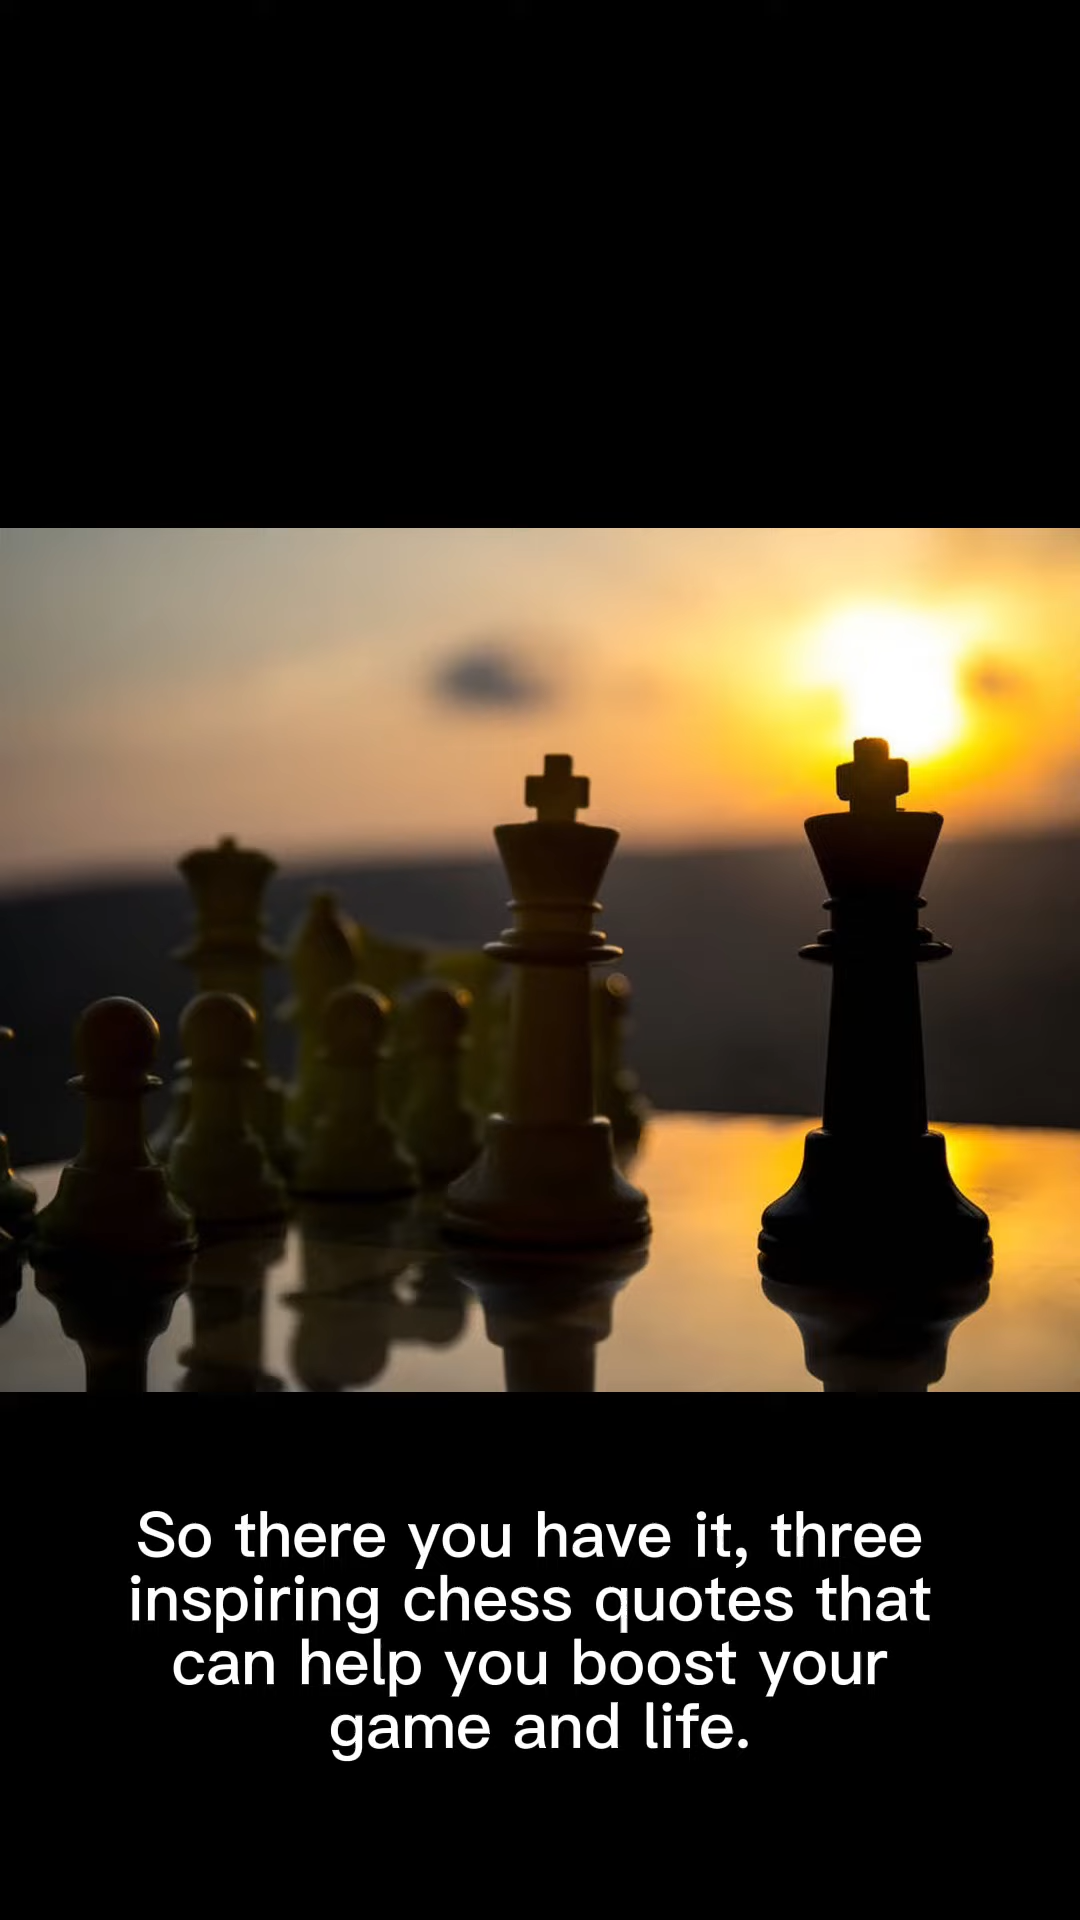 So there you have it, three
inspiring chess quotes that
can help you boost your
game and life.